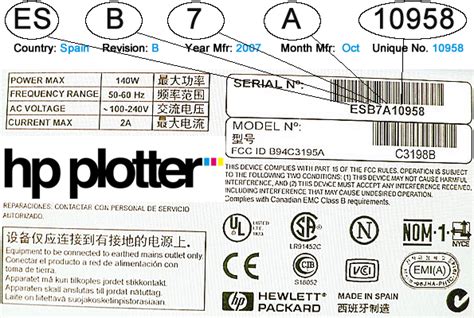 ES B 7 A 10958
Country: Spain Revision: B Year Mfr: 2007 Month Mfr: Oct Unique No. 10958
POWER MAX 140W 最大功率
FREQUENCY RANGE 50-60 Hz 频率范围
AC VOLTAGE ~ 100-240V 交流电压
CURRENT MAX 2A 最大电流
SERIAL Nº:
ESB7A10958
MODEL Nº:
型号:
FCC ID B94C3195A
C3198B
hp plotter
THIS DEVICE COMPLIES WITH PART 15 OF THE FCC RULES. OPERATION IS SUBJECT
TO THE FOLLOWING TWO CONDITIONS: (1) THIS DEVICE MAY NOT CAUSE HARMFUL
INTERFERENCE, AND (2) THIS DEVICE MUST ACCEPT ANY INTERFERENCE RECEIVED,
INCLUDING INTERFERENCE THAT MAY CAUSE UNDESIRED OPERATION.
Complies with Canadian EMC Class B requirements.
REPARACIONES: CONTACTAR CON PERSONAL DE SERVICIO
AUTORIZADO.
设备仅应连接到有接地的电源上.
Equipment to be connected to earthed mains outlet only.
Conectar el producto a red de alimentación con
toma de tierra.
Apparatet må kun tilkoples jordet stikkontakt.
Apparaten skall anslutas till jordat nätuttag.
Laite on liitettävä suojakosketinpistorasiaan.
UL
LISTED
LR91452C
NOM-1
NYCE
S
S18052
VCI
EMI(A)
hp HEWLETT
PACKARD
MADE IN SPAIN
西班牙制造